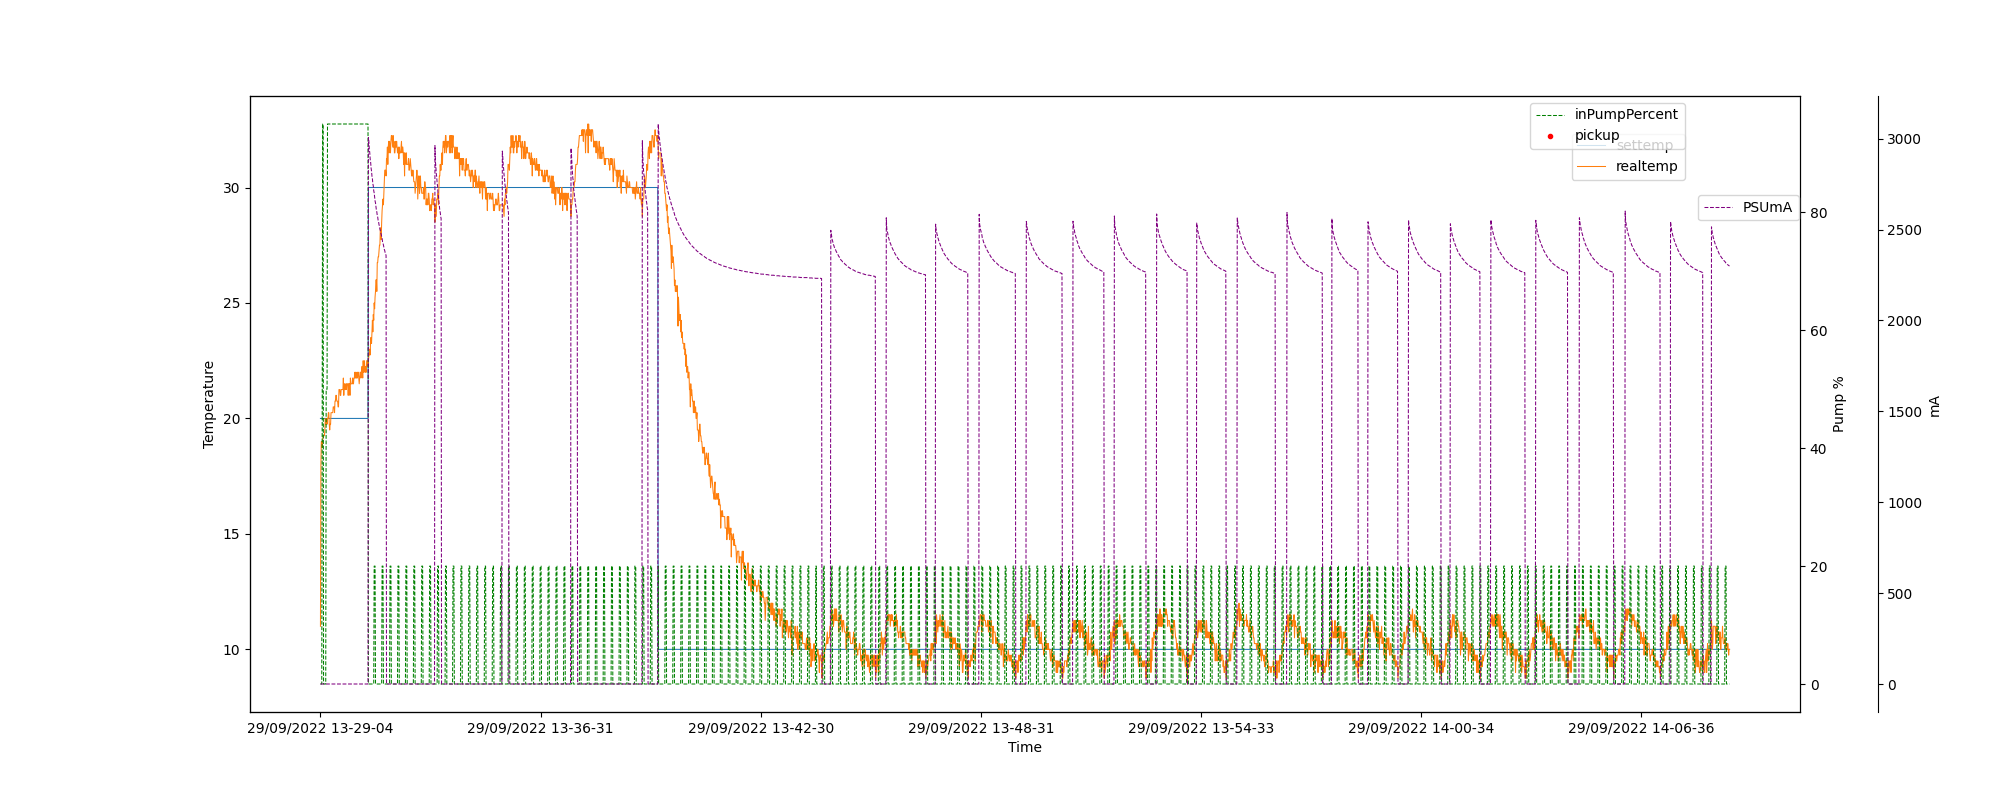 inPumpPercent
pickup
settemp
realtemp
PSUmA
30
25
20
15
10
Temperature
80
60
40
20
0
Pump %
3000
2500
2000
1500
1000
500
0
mA
29/09/2022 13-29-04
29/09/2022 13-36-31
29/09/2022 13-42-30
29/09/2022 13-48-31
29/09/2022 13-54-33
29/09/2022 14-00-34
29/09/2022 14-06-36
Time